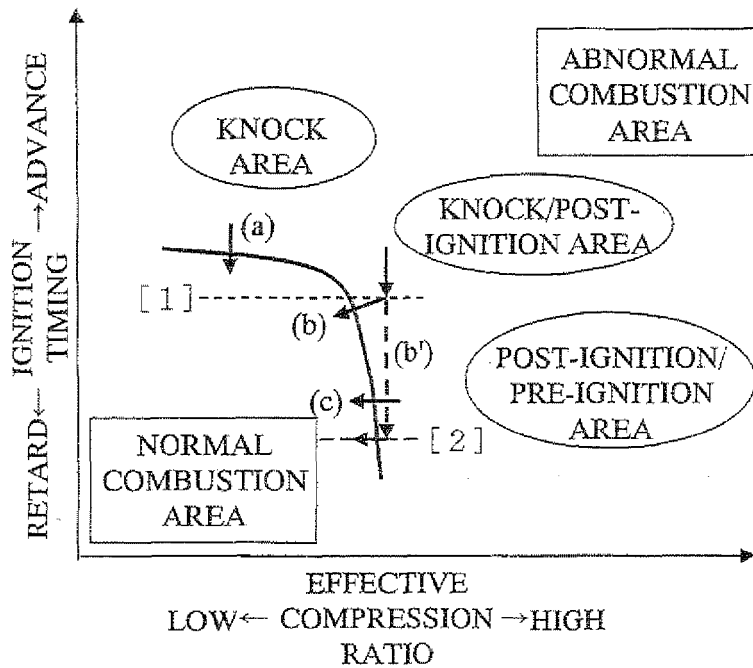 ABNORMAL
COMBUSTION
AREA
KNOCK
AREA
KNOCK/POST-
IGNITION AREA
(a)
[1]
(b)
(b')
POST-IGNITION/
PRE-IGNITION
AREA
(c)
[2]
NORMAL
COMBUSTION
AREA
RETARD← IGNITION →ADVANCE
TIMING
EFFECTIVE
LOW← COMPRESSION →HIGH
RATIO